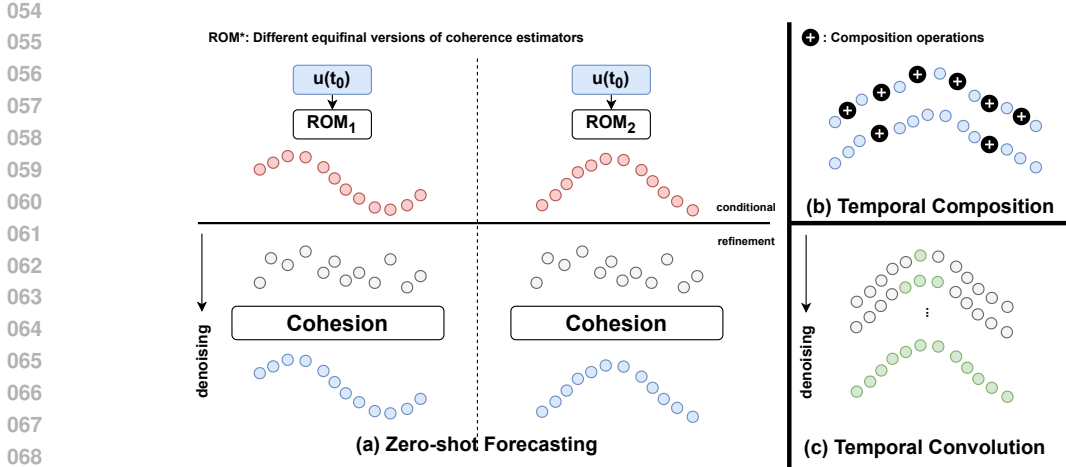 054
055
056
057
058
059
060
061
062
063
064
065
066
067
068
ROM*: Different equifinal versions of coherence estimators
u(t0)
ROM1
u(t0)
ROM2
conditional
refinement
denoising
Cohesion
Cohesion
(a) Zero-shot Forecasting
+ : Composition operations
+ + + + + + + +
(b) Temporal Composition
denoising
...
(c) Temporal Convolution